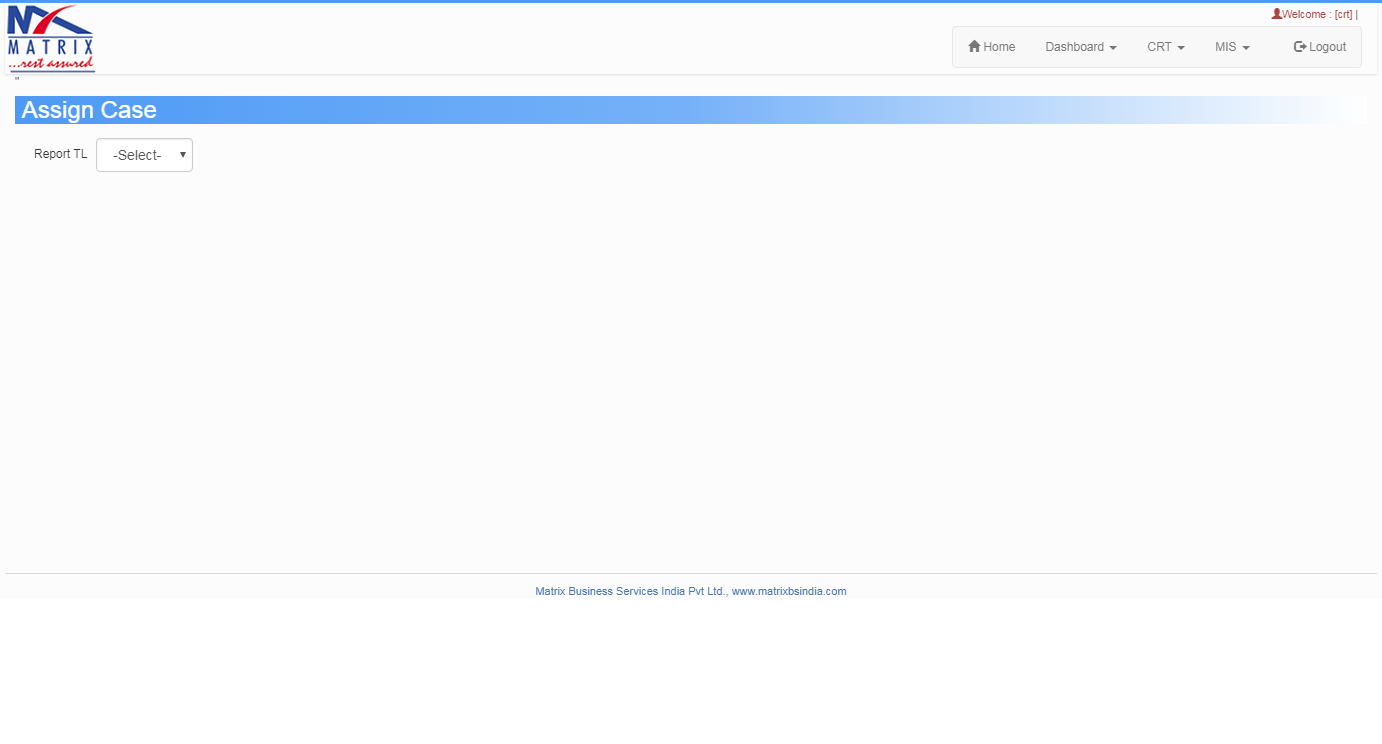 Welcome : [crt] |
MATRIX
...rest assured
Home Dashboard CRT MIS Logout
"
Assign Case
Report TL -Select-
Matrix Business Services India Pvt Ltd., www.matrixbsindia.com